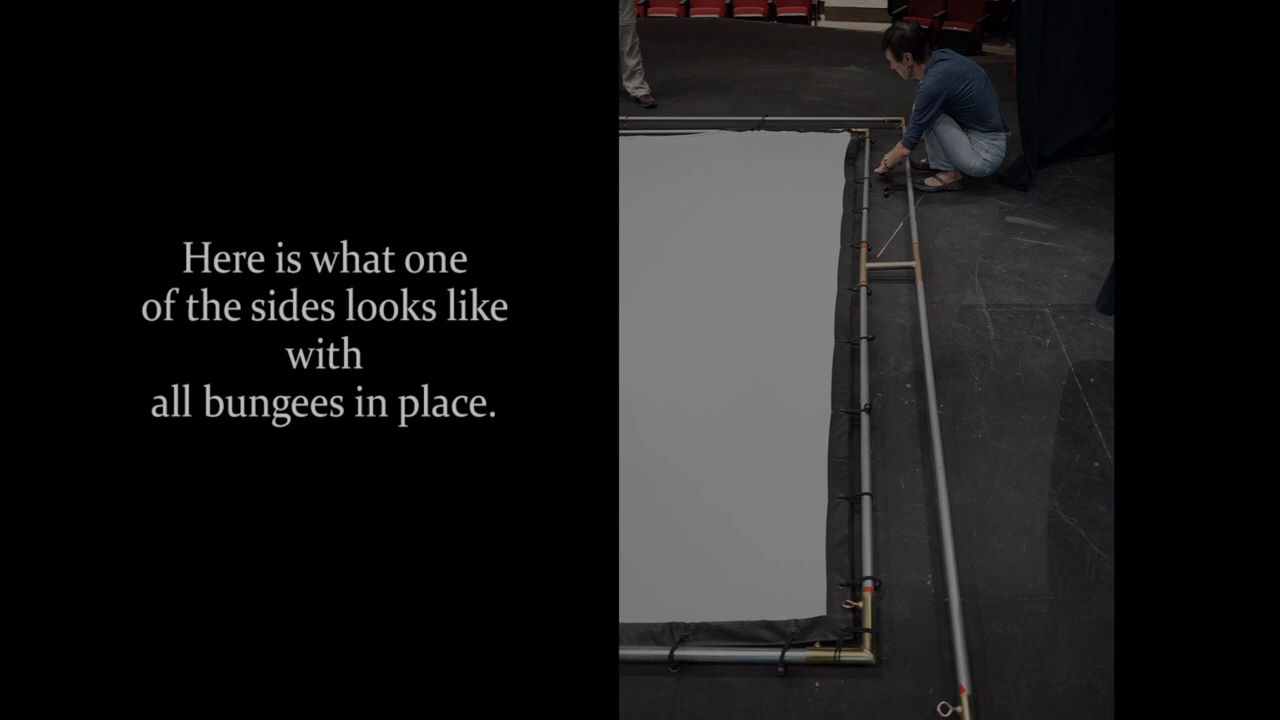 Here is what one
of the sides looks like
with
all bungees in place.